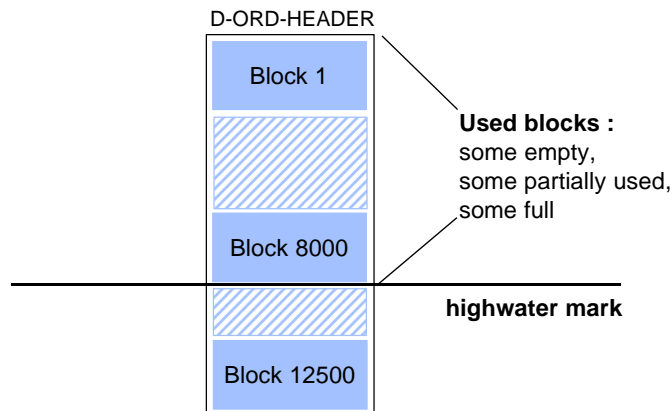 D-ORD-HEADER
Block 1
Used blocks :
some empty,
some partially used,
some full
Block 8000
highwater mark
Block 12500